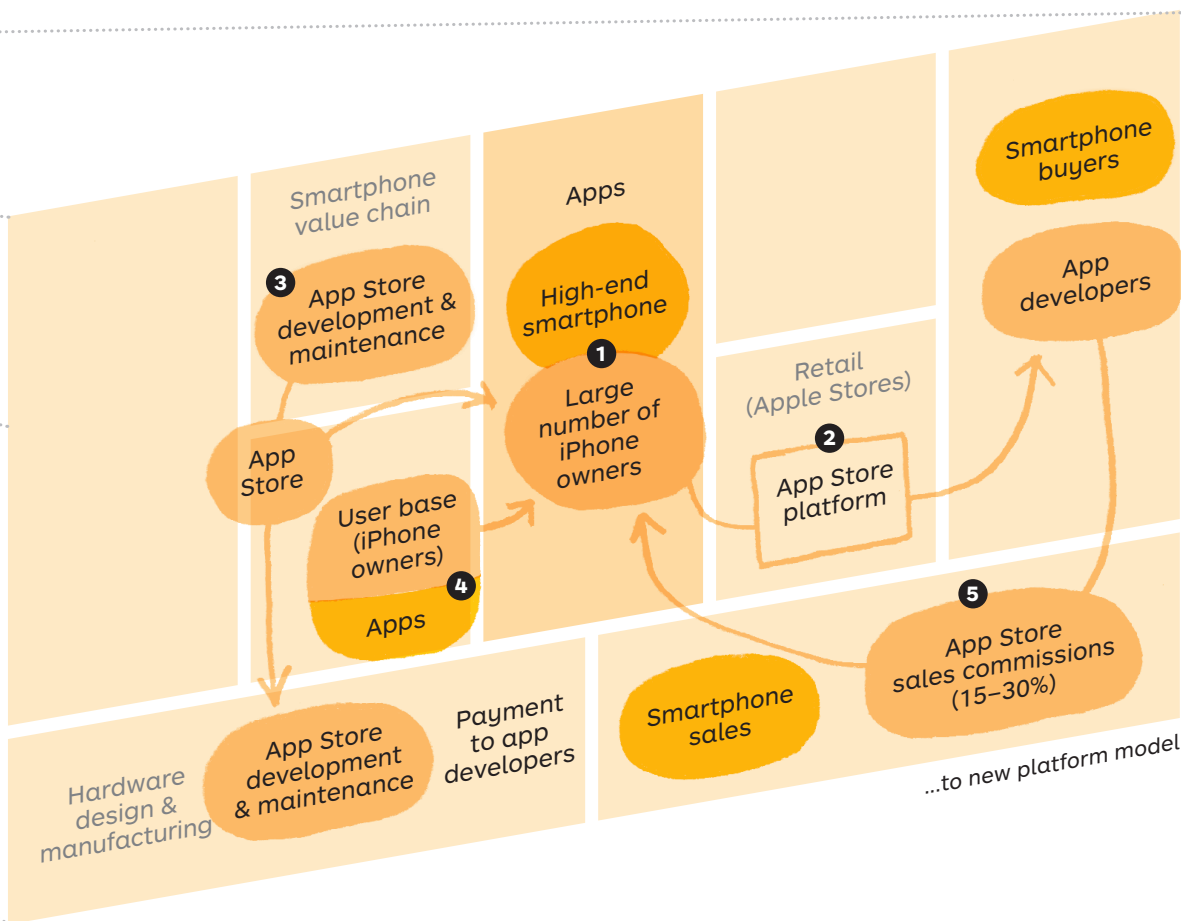 Smartphone
value chain
3
App Store
development &
maintenance
App
Store
User base
(iPhone
owners)
4
Apps
Apps
High-end
smartphone
1
Large
number of
iPhone
owners
Retail
(Apple Stores)
2
App Store
platform
Smartphone
buyers
App
developers
Hardware
design &
manufacturing
App Store
development
& maintenance
Payment
to app
developers
Smartphone
sales
5
App Store
sales commissions
(15–30%)
...to new platform model